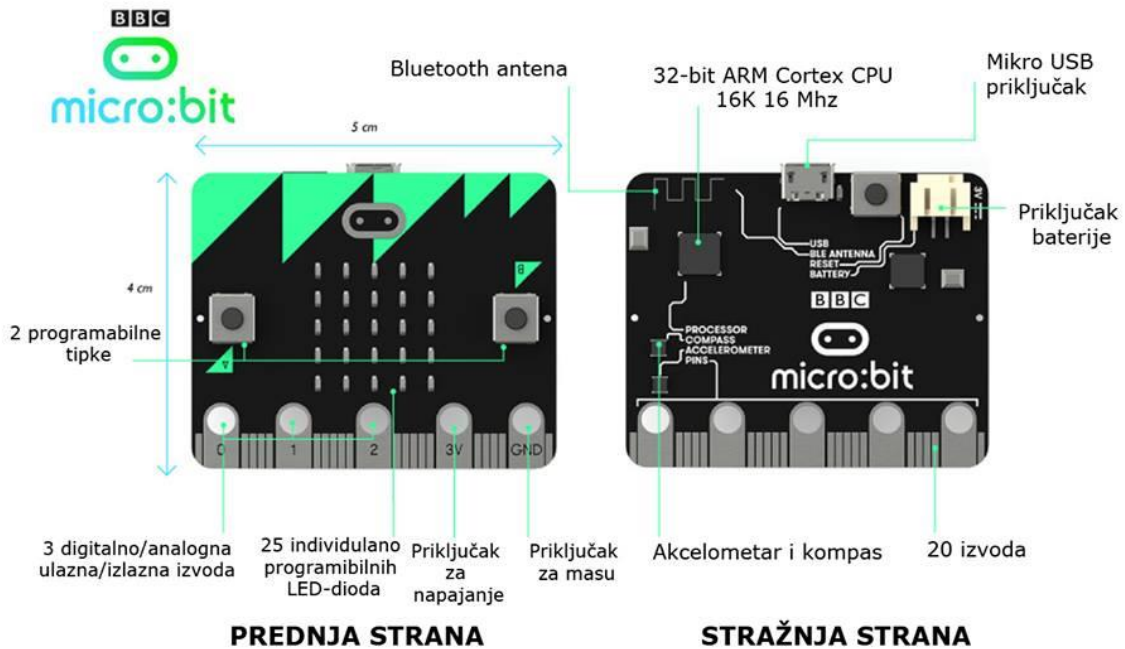 BBC
micro:bit
5 cm
4 cm
2 programabilne
tipke
A
B
0
1
2
3V
GND
3 digitalno/analogna
ulazna/izlazna izvoda
25 individulano
programibilnih
LED-dioda
Priključak
za
napajanje
Priključak
za masu
PREDNJA STRANA
Bluetooth antena
32-bit ARM Cortex CPU
16K 16 Mhz
Mikro USB
priključak
Priključak
baterije
3V
USB
BLE ANTENNA
RESET
BATTERY
BBC
micro:bit
PROCESSOR
COMPASS
ACCELEROMETER
PINS
Akcelometar i kompas
20 izvoda
STRAŽNJA STRANA